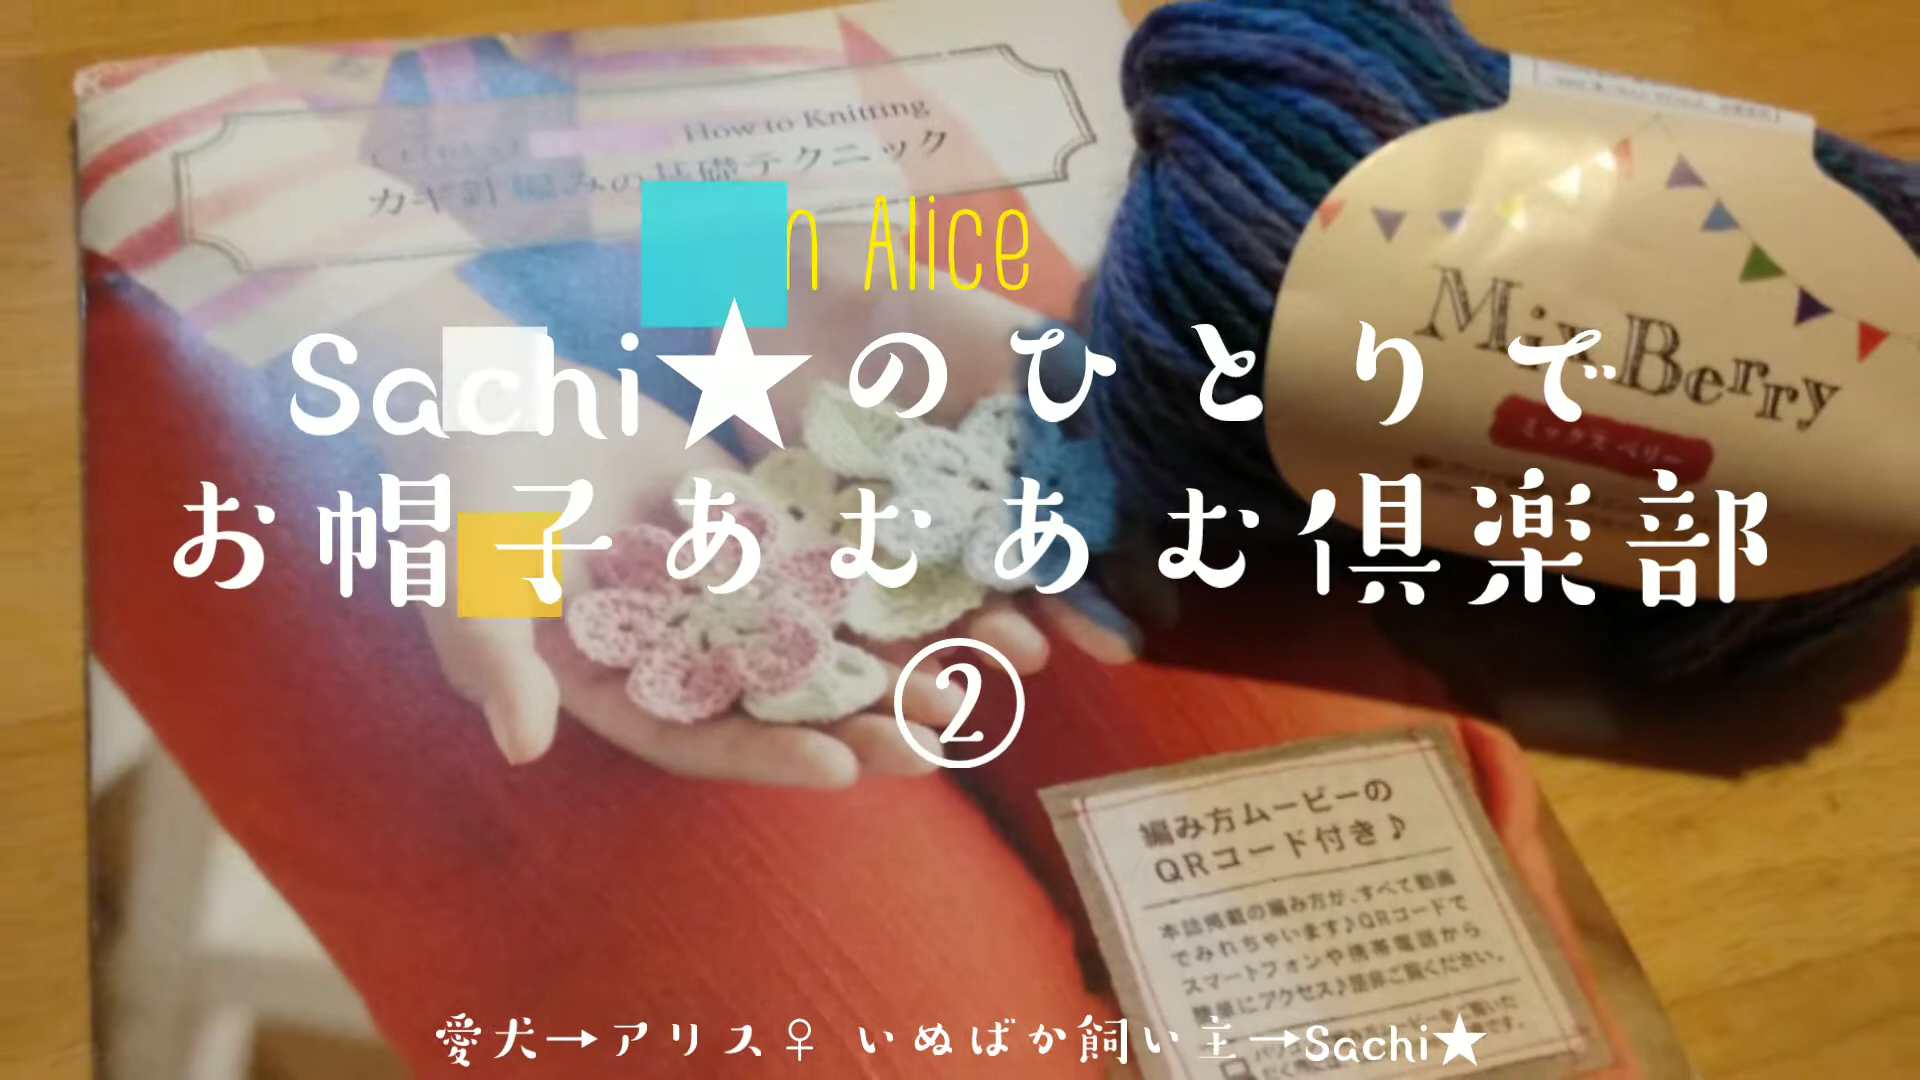 How to Knitting
カギ針編みの基礎テクニック
n Alice
Sachi★のひとりで
お帽子あむあむ倶楽部
②
Mix Berry
ミックスベリー
編み方ムービーの
QRコード付き♪
本誌掲載の編み方が、すべて動画
でみれちゃいます♪QRコードで
スマートフォンや携帯電話から
簡単にアクセス♪是非ご覧ください。
愛犬→アリス♀ いぬばか飼い主→Sachi★